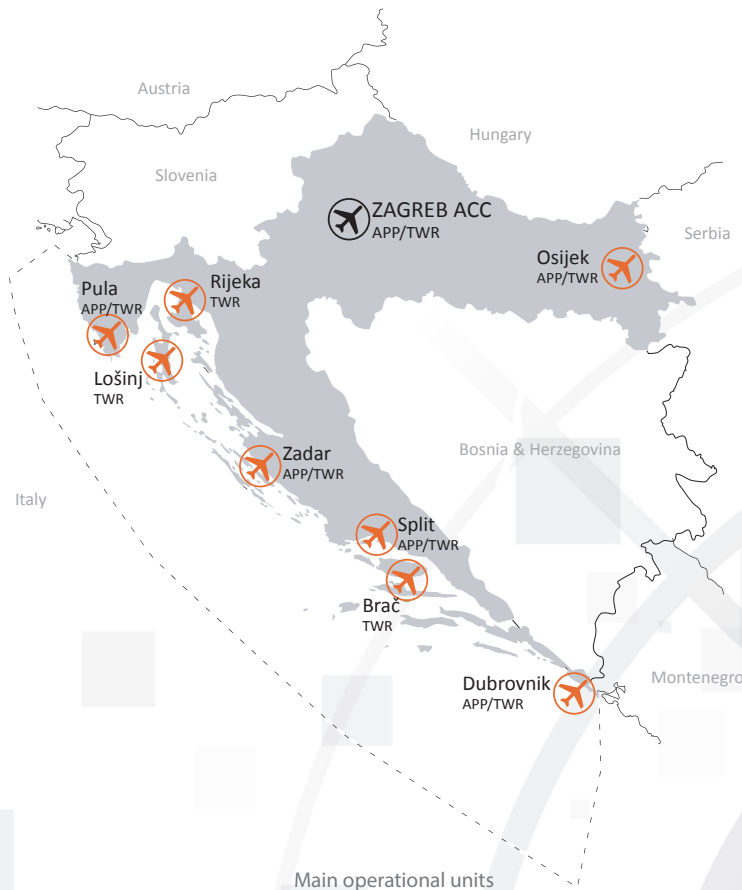 Austria
Hungary
Slovenia
ZAGREB ACC
APP/TWR
Serbia
Osijek
APP/TWR
Pula
APP/TWR
Rijeka
TWR
Lošinj
TWR
Zadar
APP/TWR
Bosnia & Herzegovina
Italy
Split
APP/TWR
Brač
TWR
Dubrovnik
APP/TWR
Montenegro
Main operational units